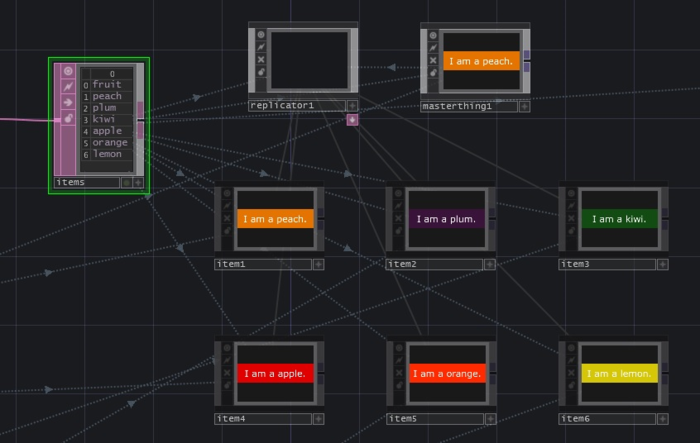 0
0 fruit
1 peach
2 plum
3 kiwi
4 apple
5 orange
6 lemon
items
replicator1
I am a peach.
masterthing1
I am a peach.
item1
I am a plum.
item2
I am a kiwi.
item3
I am a apple.
item4
I am a orange.
item5
I am a lemon.
item6